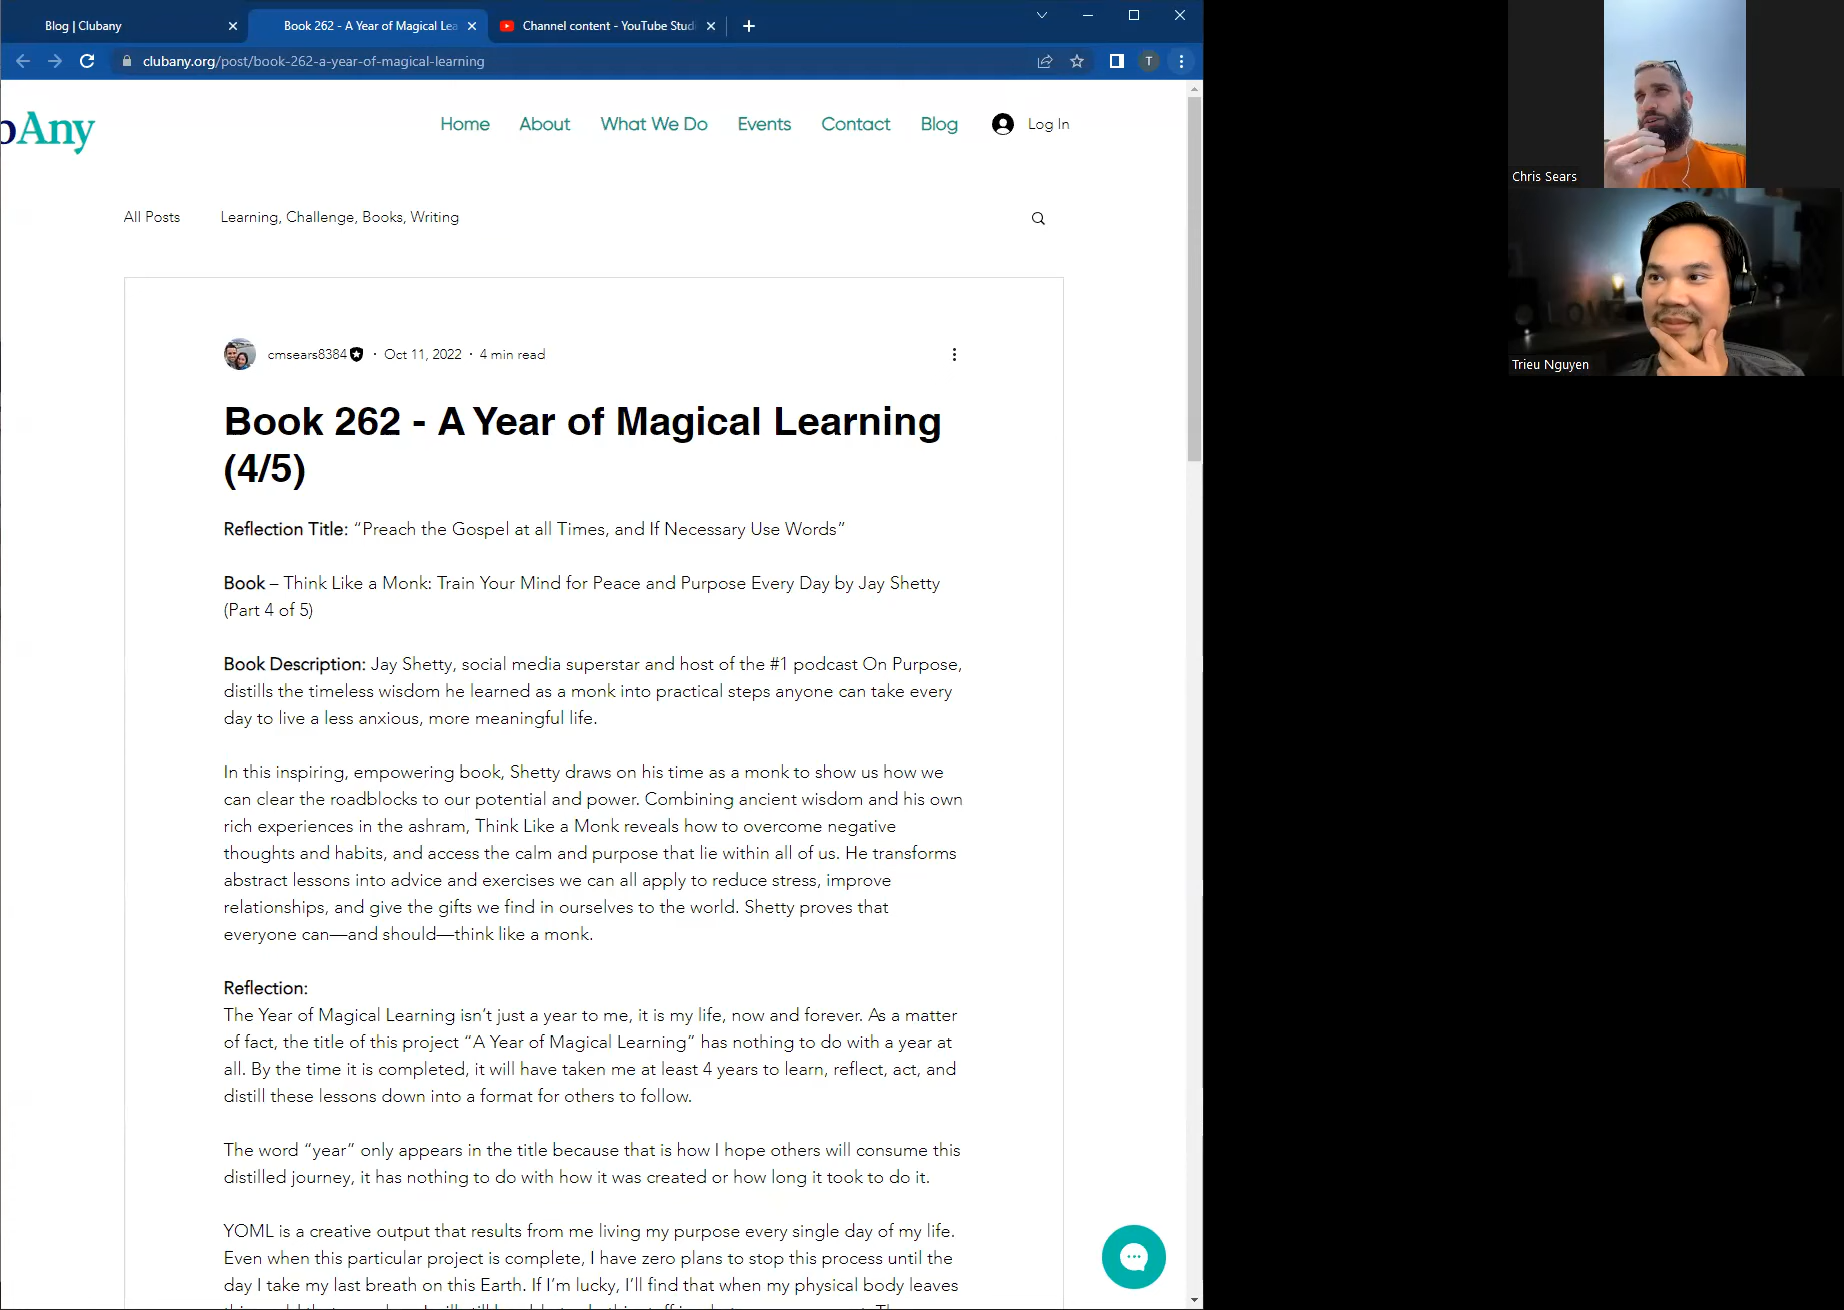 Blog | Clubany
Book 262 - A Year of Magical Lea
Channel content - YouTube Stud
clubany.org/post/book-262-a-year-of-magical-learning
T
bAny
Home
About
What We Do
Events
Contact
Blog
Log In
All Posts
Learning, Challenge, Books, Writing
cmsears8384 · Oct 11, 2022 · 4 min read
Book 262 - A Year of Magical Learning
(4/5)
Reflection Title: “Preach the Gospel at all Times, and If Necessary Use Words”
Book – Think Like a Monk: Train Your Mind for Peace and Purpose Every Day by Jay Shetty
(Part 4 of 5)
Book Description: Jay Shetty, social media superstar and host of the #1 podcast On Purpose,
distills the timeless wisdom he learned as a monk into practical steps anyone can take every
day to live a less anxious, more meaningful life.
In this inspiring, empowering book, Shetty draws on his time as a monk to show us how we
can clear the roadblocks to our potential and power. Combining ancient wisdom and his own
rich experiences in the ashram, Think Like a Monk reveals how to overcome negative
thoughts and habits, and access the calm and purpose that lie within all of us. He transforms
abstract lessons into advice and exercises we can all apply to reduce stress, improve
relationships, and give the gifts we find in ourselves to the world. Shetty proves that
everyone can—and should—think like a monk.
Reflection:
The Year of Magical Learning isn’t just a year to me, it is my life, now and forever. As a matter
of fact, the title of this project “A Year of Magical Learning” has nothing to do with a year at
all. By the time it is completed, it will have taken me at least 4 years to learn, reflect, act, and
distill these lessons down into a format for others to follow.
The word “year” only appears in the title because that is how I hope others will consume this
distilled journey, it has nothing to do with how it was created or how long it took to do it.
YOML is a creative output that results from me living my purpose every single day of my life.
Even when this particular project is complete, I have zero plans to stop this process until the
day I take my last breath on this Earth. If I’m lucky, I’ll find that when my physical body leaves
Chris Sears
LOVE
Trieu Nguyen